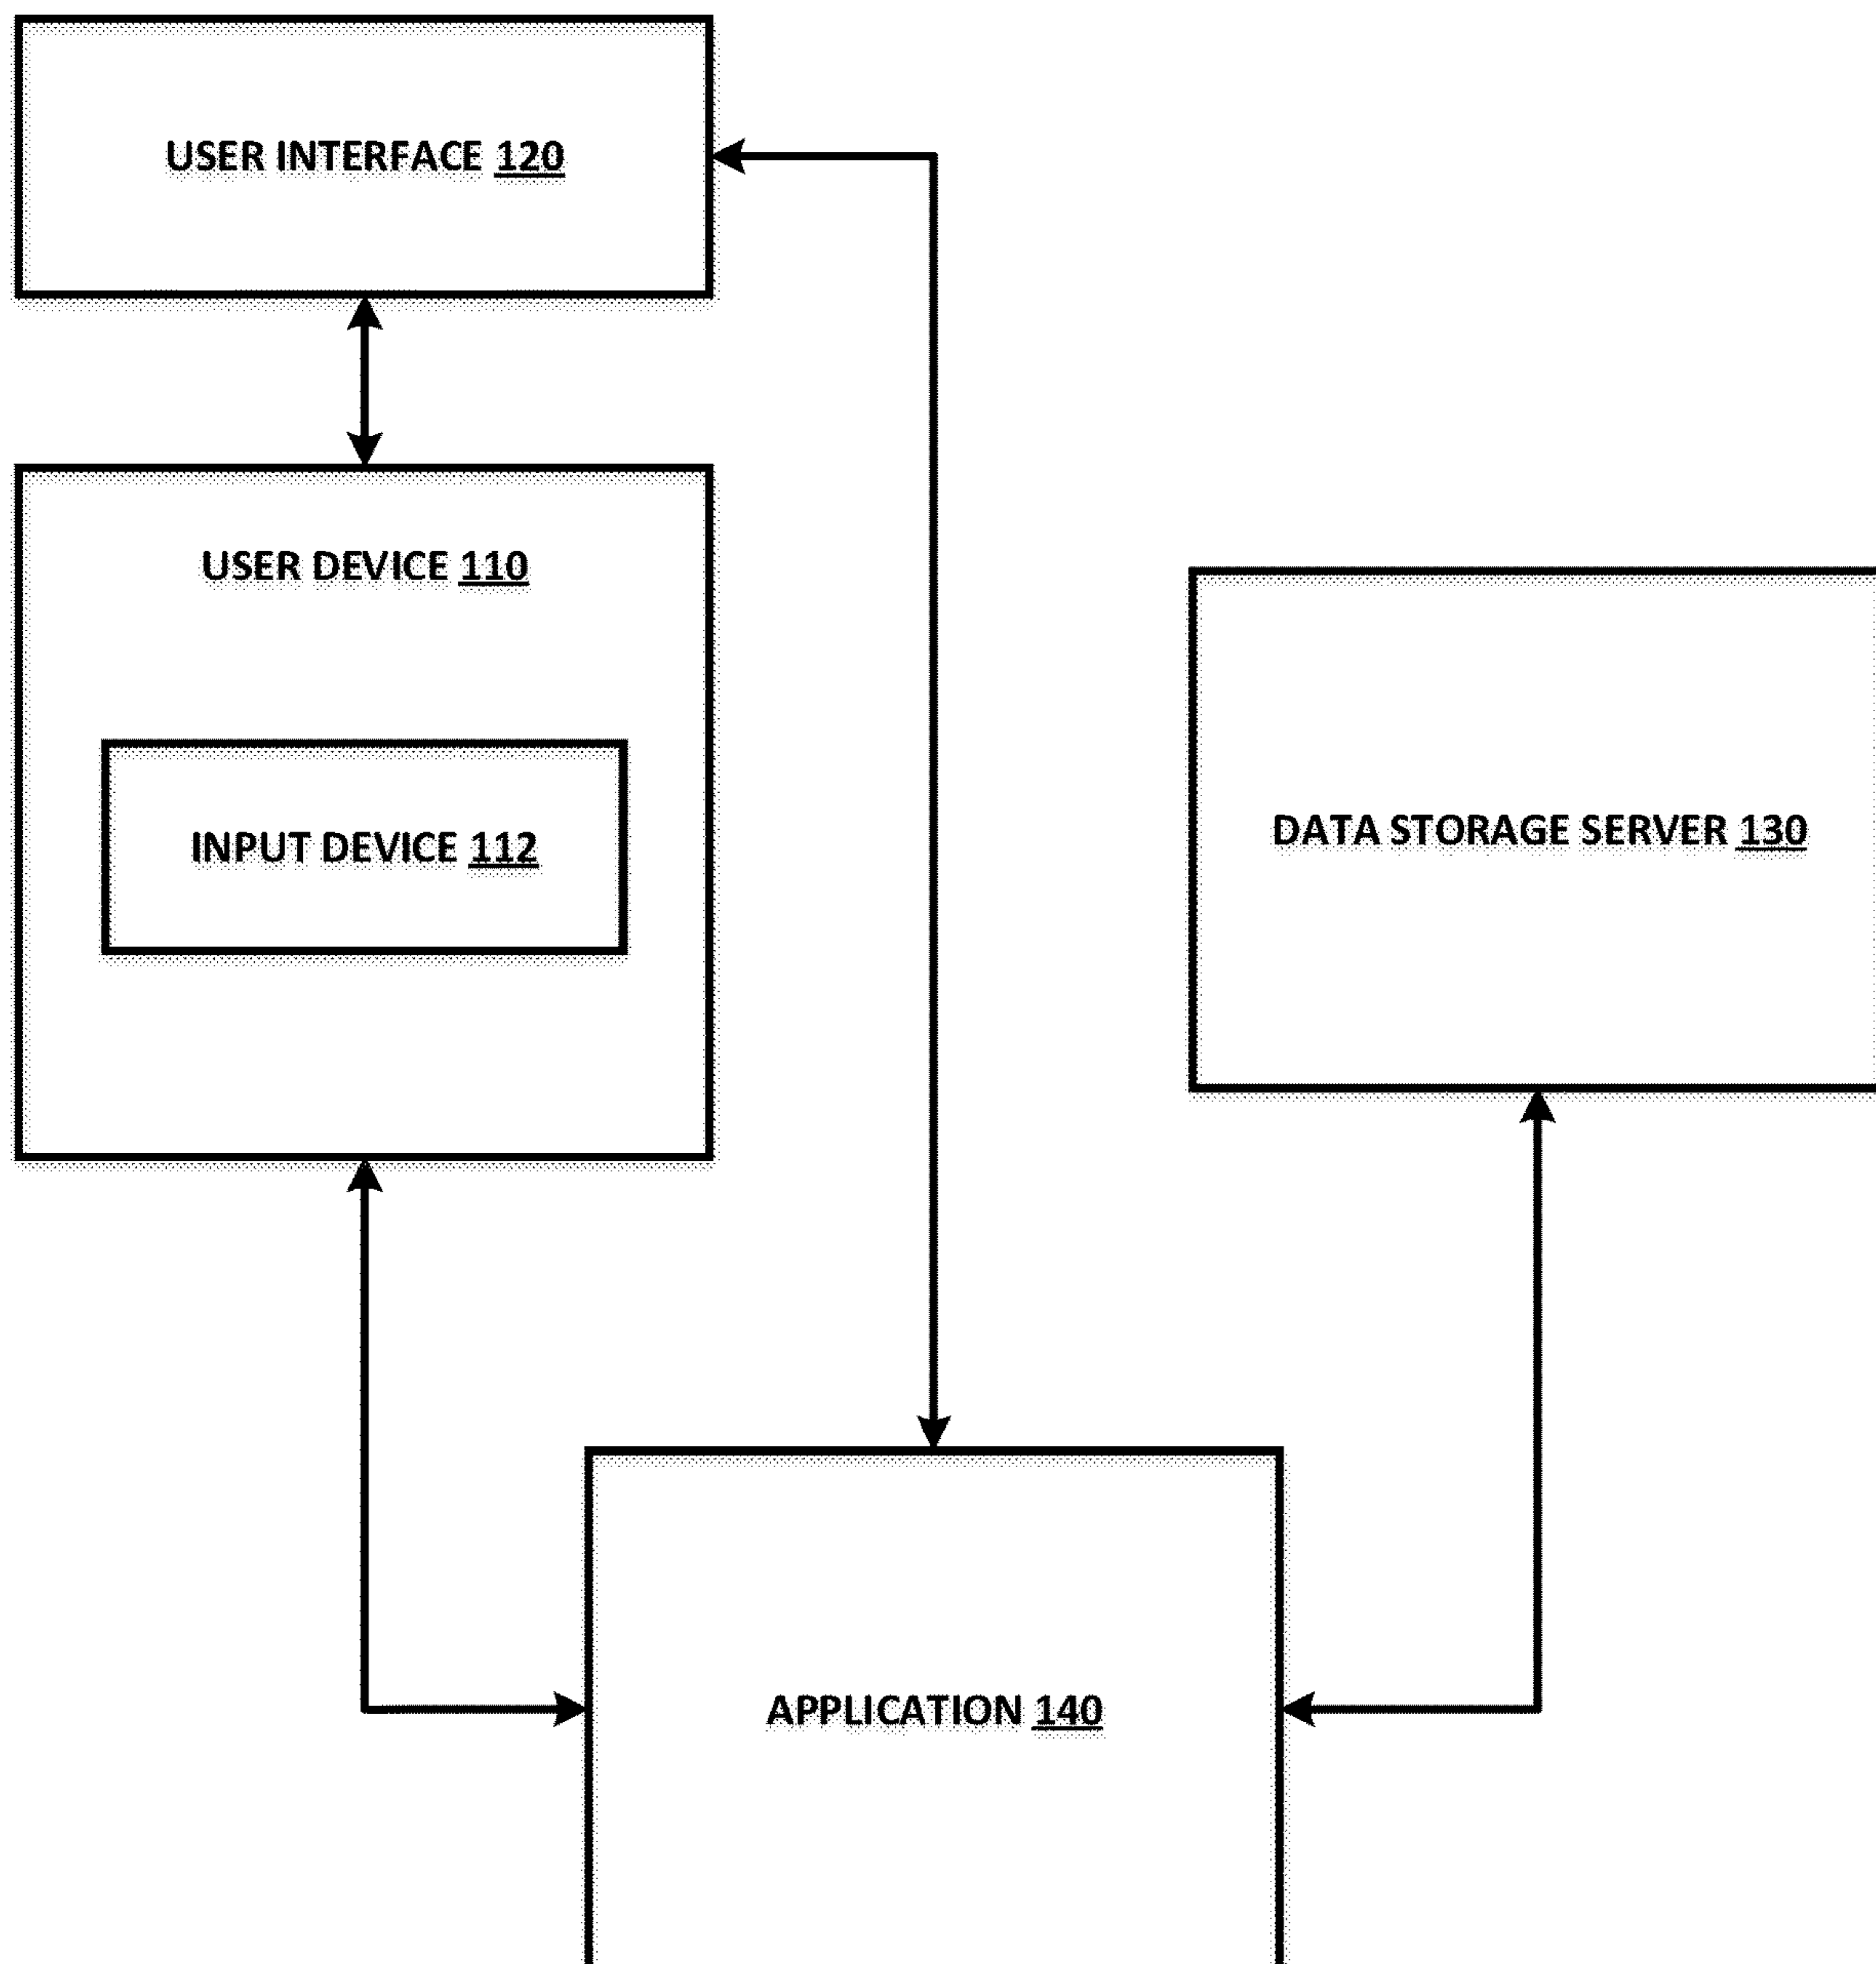 USER INTERFACE 120
USER DEVICE 110
INPUT DEVICE 112
DATA STORAGE SERVER 130
APPLICATION 140